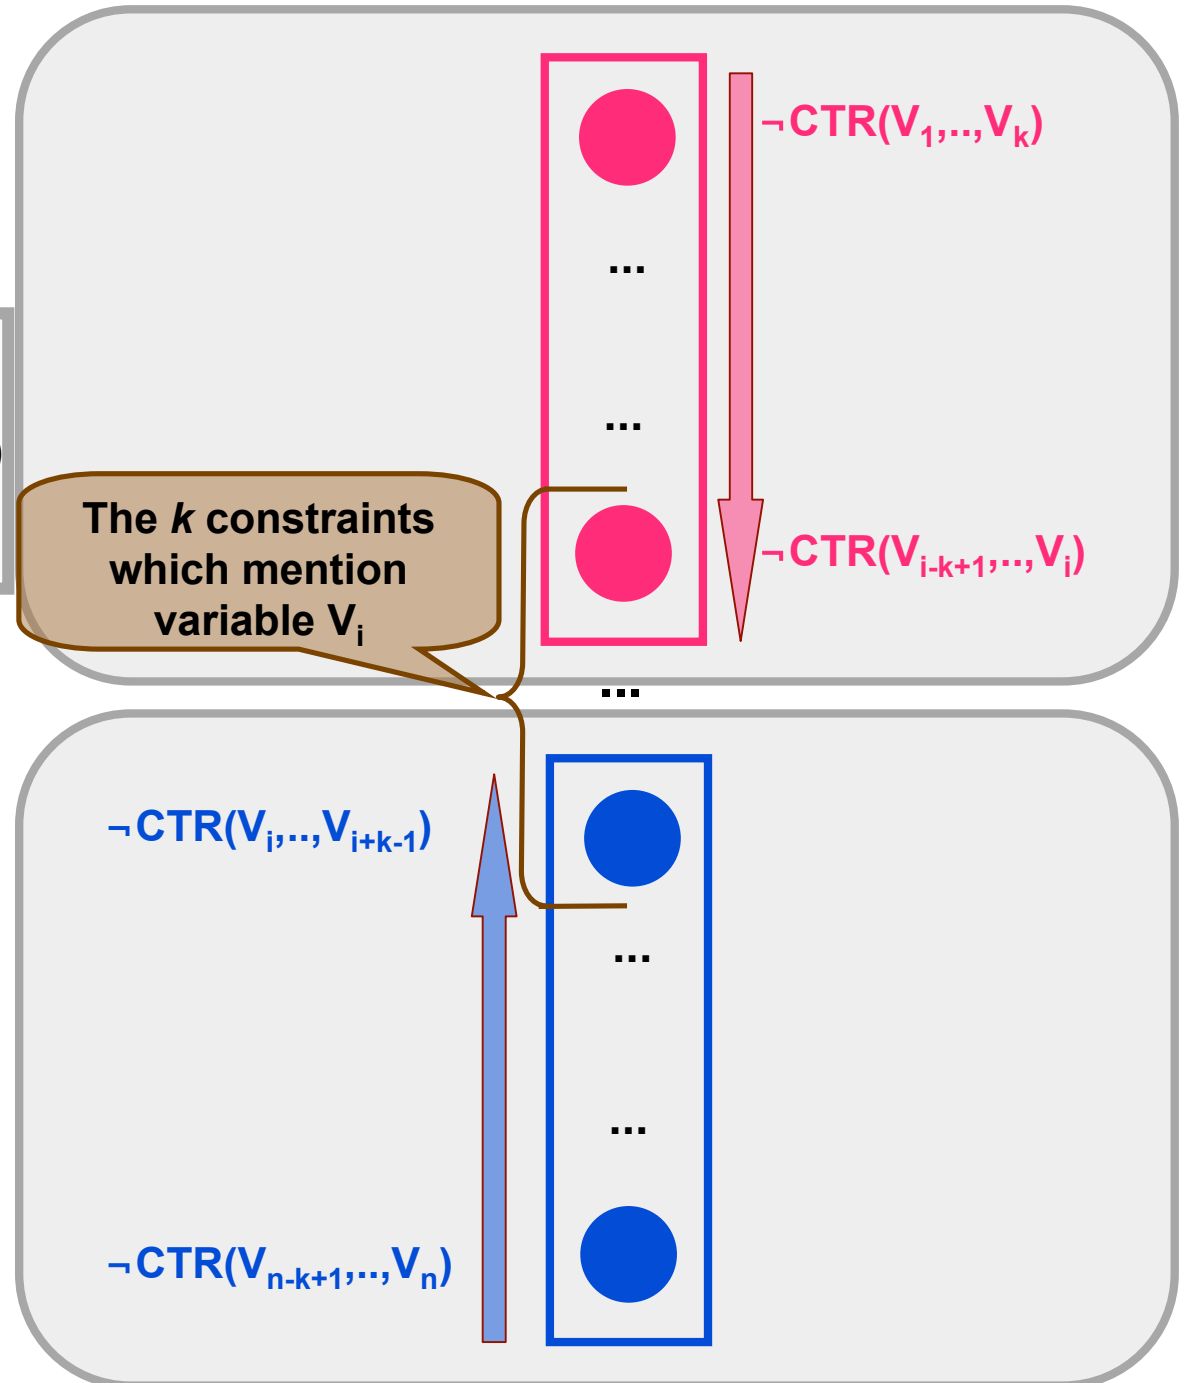 ¬CTR(V₁,..,Vₖ)
...
)
...
The k constraints
which mention
variable Vᵢ
¬CTR(Vᵢ₋ₖ₊₁,..,Vᵢ)
...
¬CTR(Vᵢ,..,Vᵢ₊ₖ₋₁)
...
...
¬CTR(Vₙ₋ₖ₊₁,..,Vₙ)